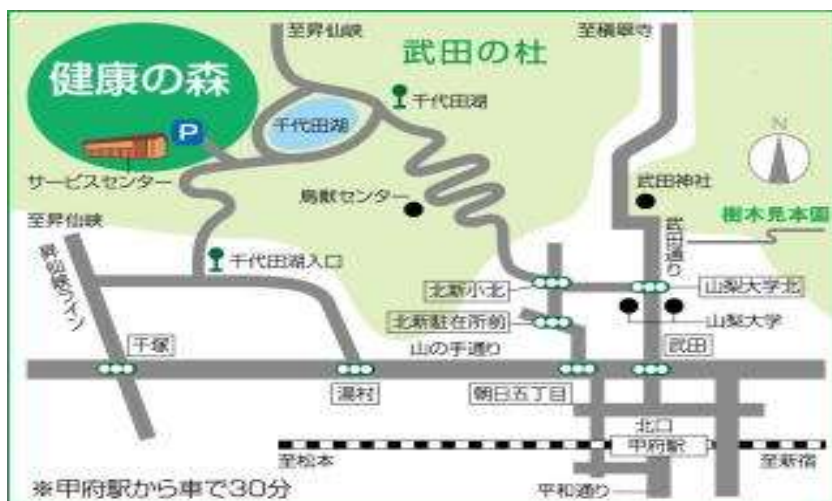 至昇仙峡
武田の杜
至積翠寺
健康の森
千代田湖
千代田湖
P
N
サービスセンター
鳥獣センター
武田神社
至昇仙峡
樹木見本園
武田通り
昇仙峡ライン
千代田湖入口
北新小北
山梨大学北
北新駐在所前
山梨大学
千塚
山の手通り
武田
湯村
朝日五丁目
北口
甲府駅
至松本
至新宿
※甲府駅から車で30分
平和通り